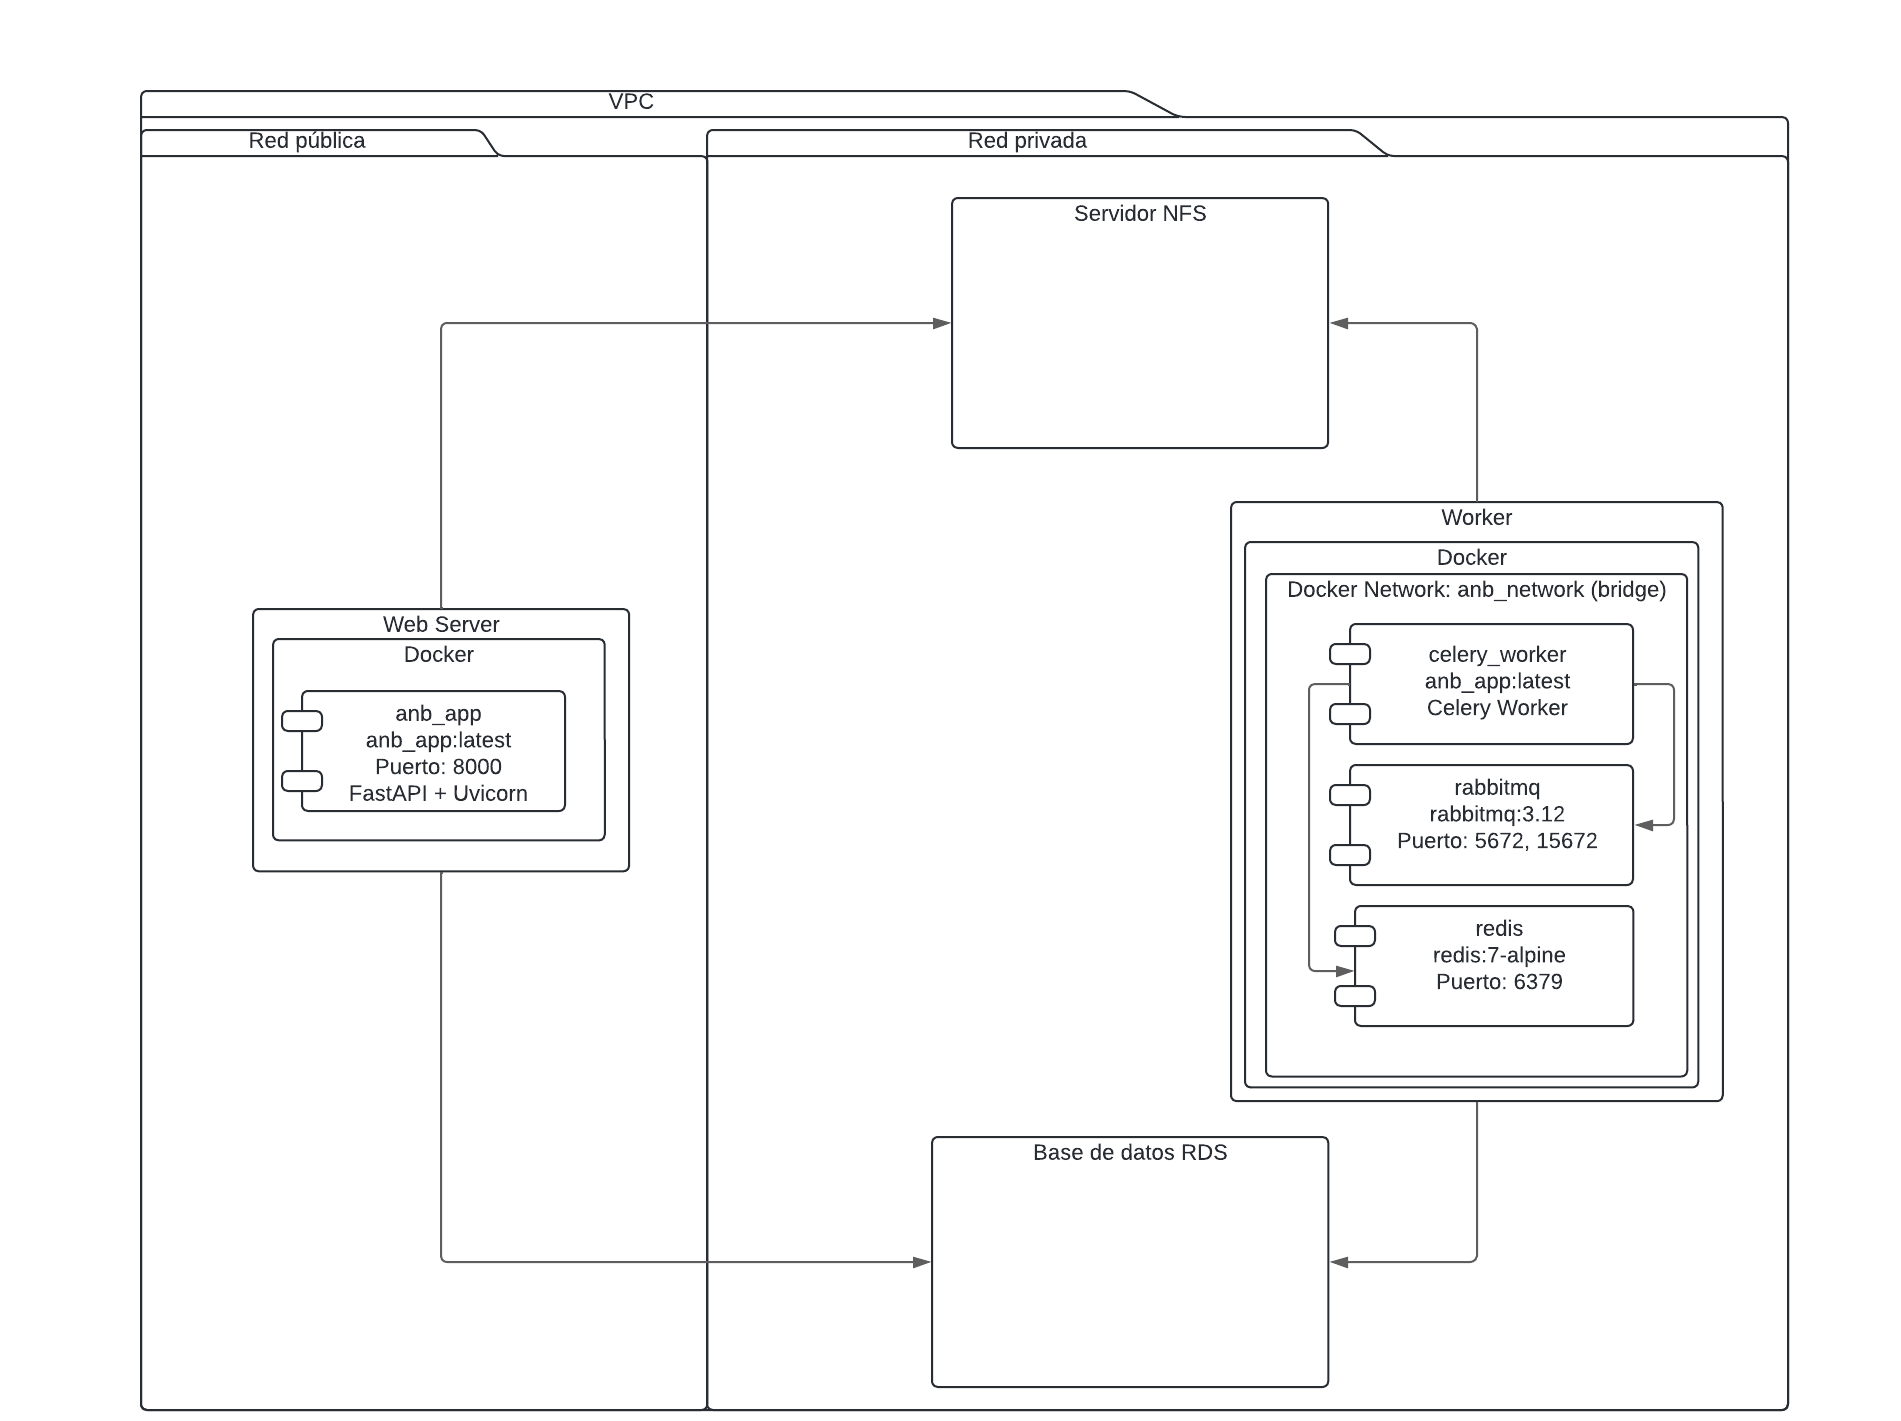 VPC
Red pública
Red privada
Servidor NFS
Worker
Docker
Docker Network: anb_network (bridge)
celery_worker
anb_app:latest
Celery Worker
rabbitmq
rabbitmq:3.12
Puerto: 5672, 15672
redis
redis:7-alpine
Puerto: 6379
Web Server
Docker
anb_app
anb_app:latest
Puerto: 8000
FastAPI + Uvicorn
Base de datos RDS